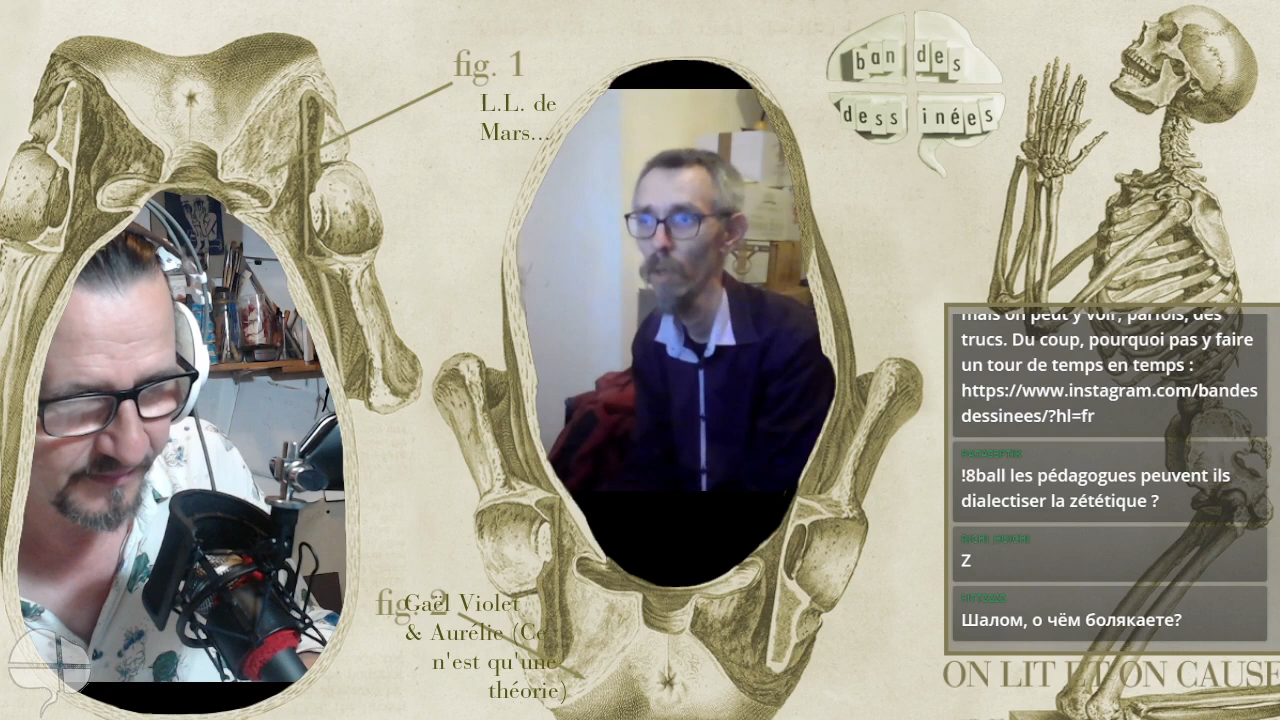 fig. 1
L.L. de
Mars...
ban des
dess inées
mais on peut y voir, parfois, des
trucs. Du coup, pourquoi pas y faire
un tour de temps en temps :
https://www.instagram.com/bandes
dessinees/?hl=fr
!8ball les pédagogues peuvent ils
dialectiser la zététique ?
Z
Шалом, о чём болякаете?
fig. 2
Gaël Violet
& Aurélie (Ce
n'est qu'une
théorie)
ON LIT ET ON CAUSE